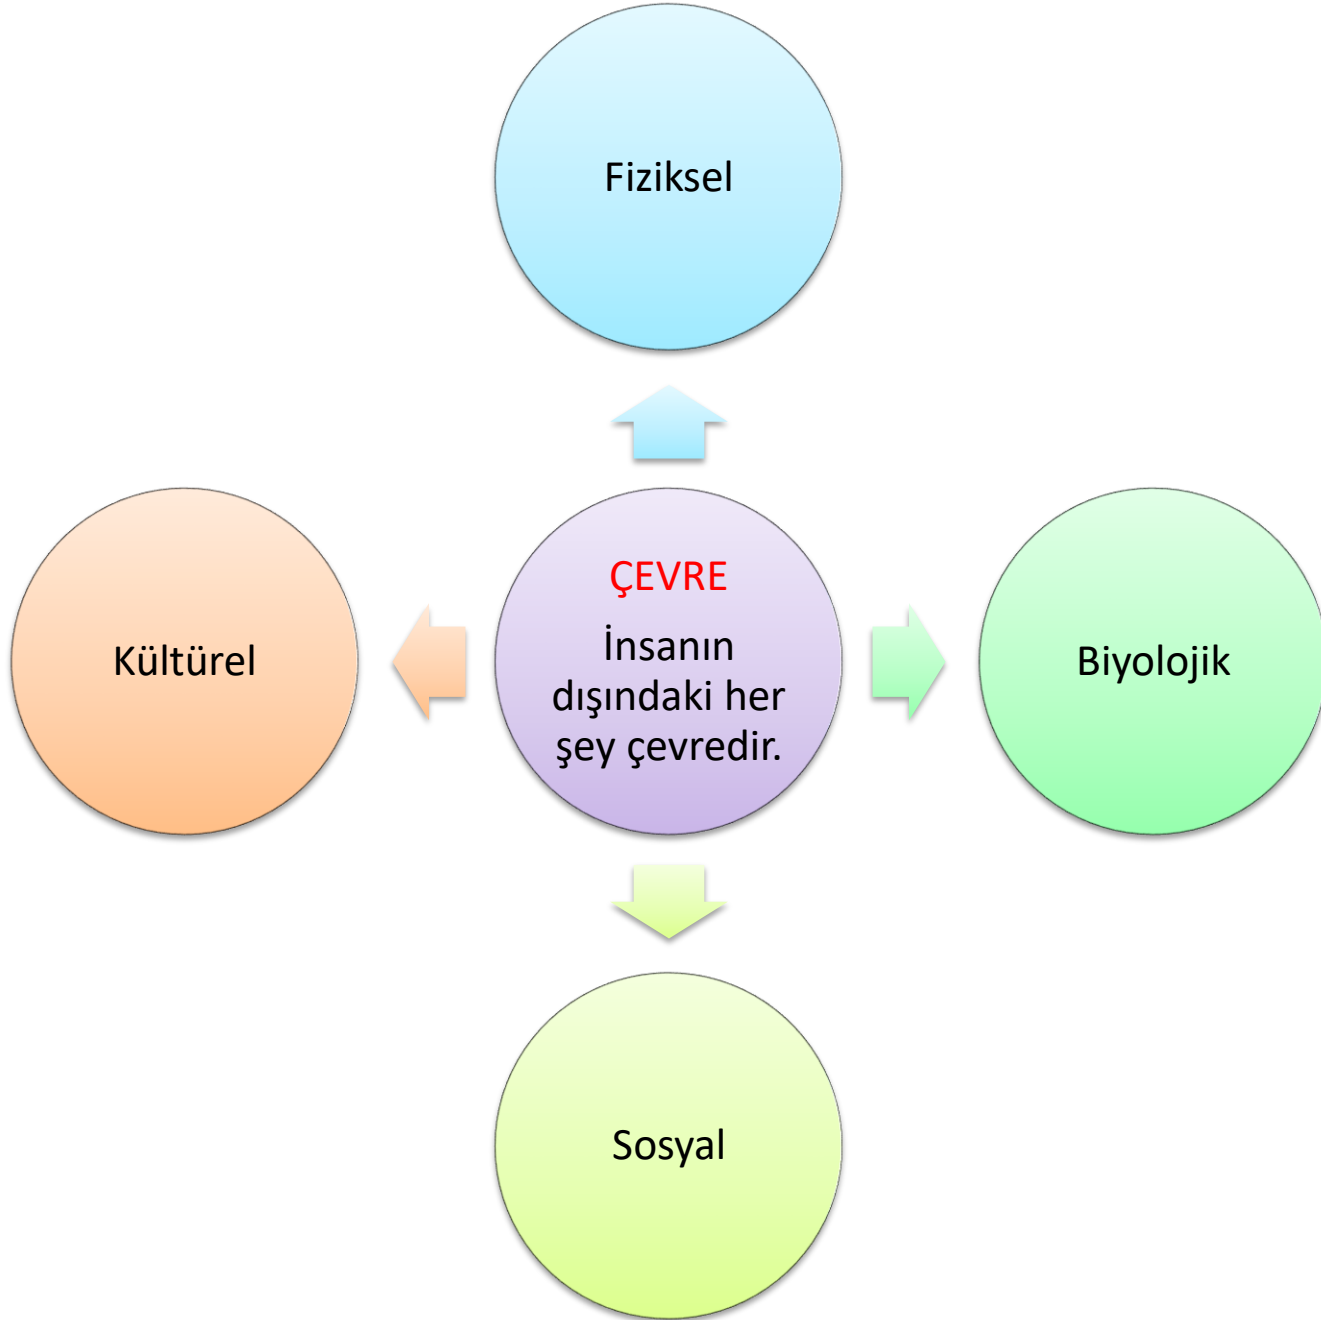 Fiziksel
Kültürel
ÇEVRE
İnsanın
dışındaki her
şey çevredir.
Biyolojik
Sosyal